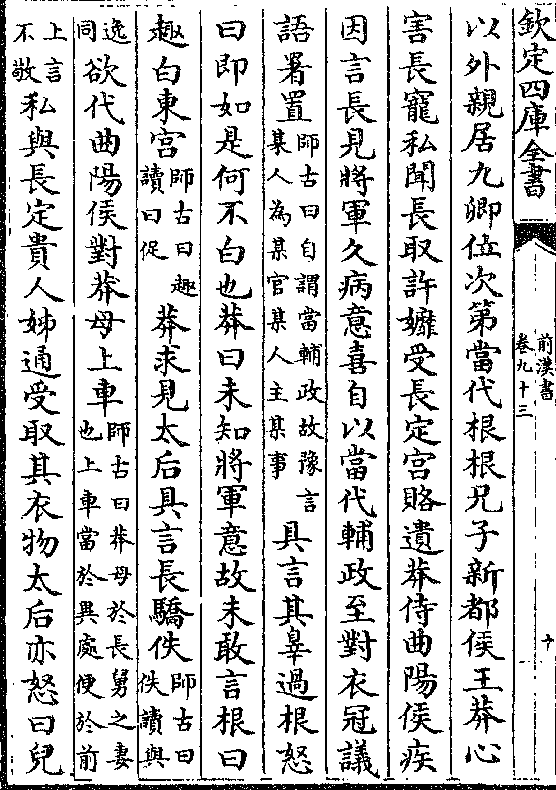 欽定四庫全書
前漢書
卷九十三
十
以外親居九卿位次第當代根根兄子新都侯王莽心
害長寵私聞長取許嬤受長定宫賂遺莽侍曲陽侯疾
因言長見將軍久病意喜自以當代輔政至對衣冠議
語署置師古曰自謂當輔政故豫言某人為某官某人主某事具言其辠過根怒
曰即如是何不白也莽曰未知將軍意故未敢言根曰
趣白東宫師古曰趣讀曰促莽求見太后具言長驕佚師古曰佚讀與
逸同欲代曲陽侯對莽母上車師古曰莽母於長舅之妻也上車當於異處便於前
上言不敬私與長定貴人姊通受取其衣物太后亦怒曰兒